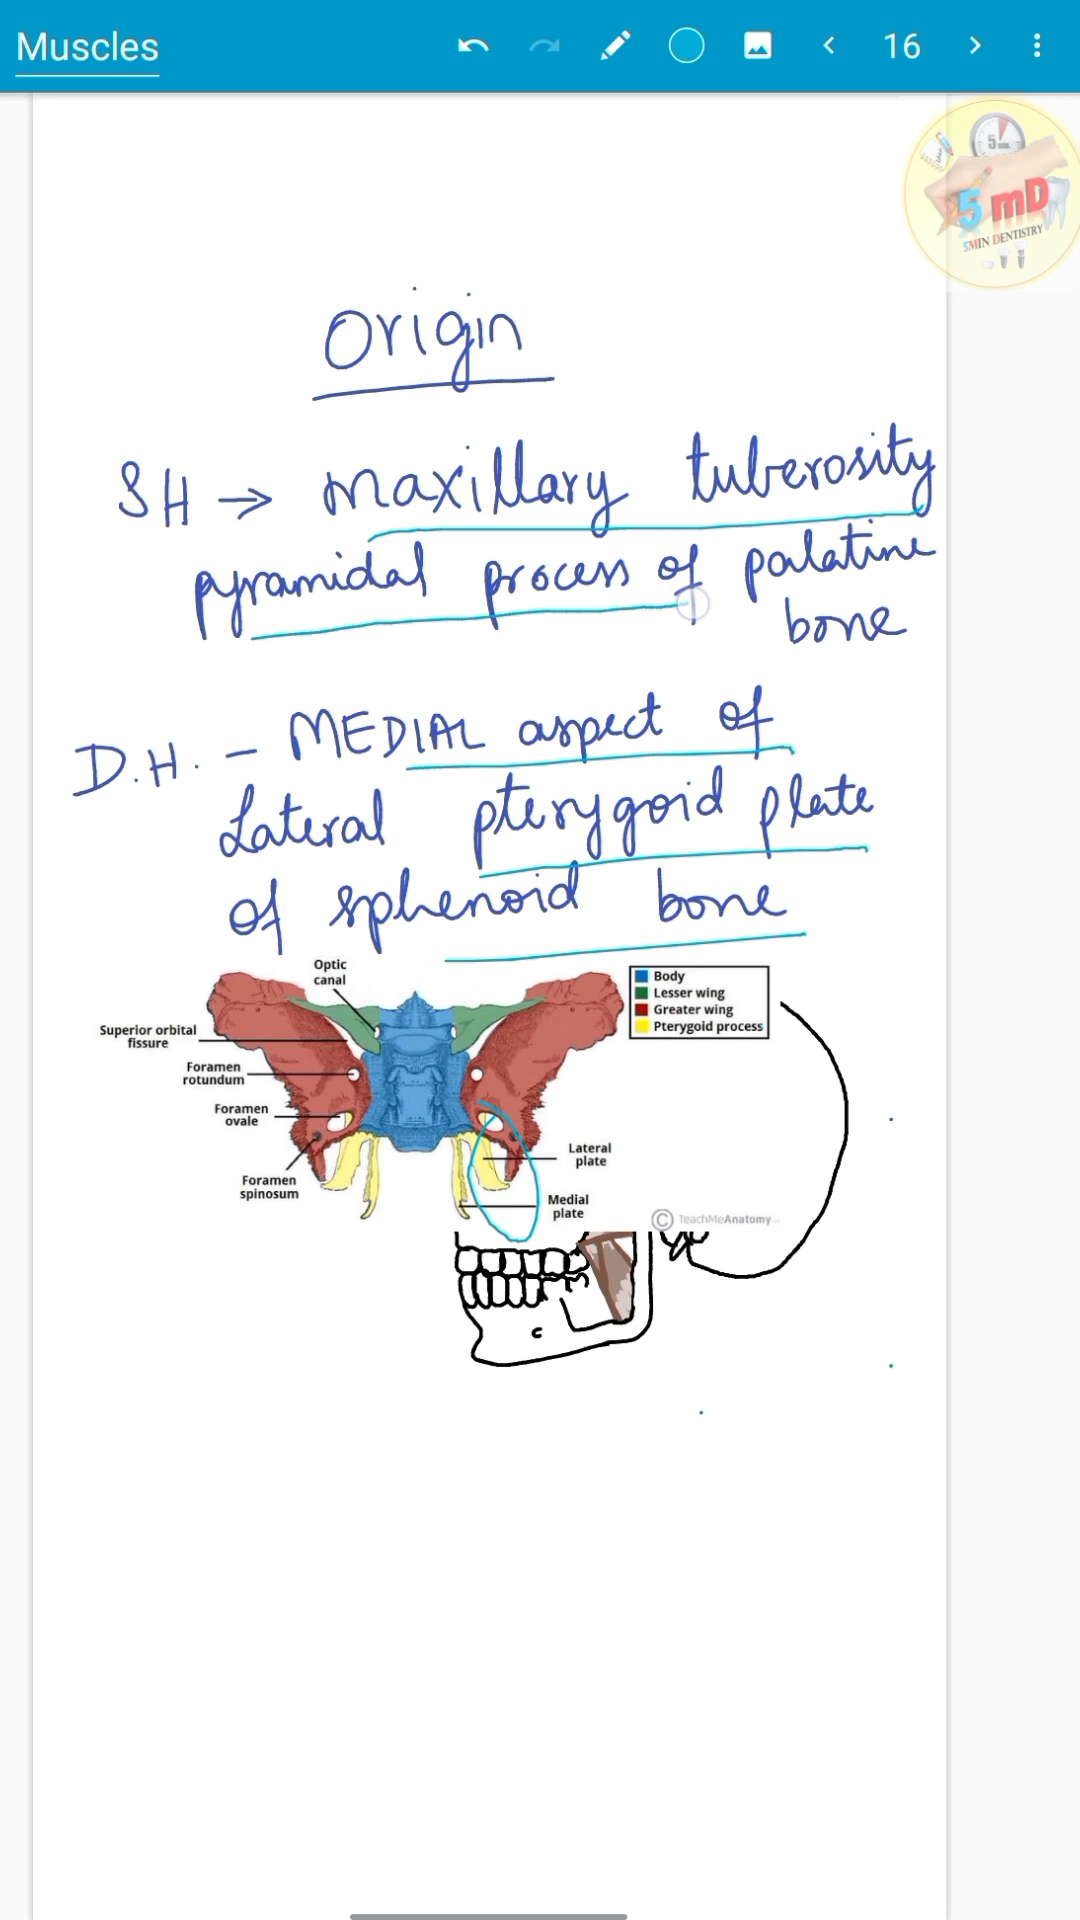 Muscles
16
5 mD
5MIN DENTISTRY
Origin
SH → Maxillary tuberosity
pyramidal process of palatine
bone
D.H. - MEDIAL aspect of
Lateral pterygoid plate
of sphenoid bone
Optic
canal
Superior orbital
fissure
Foramen
rotundum
Foramen
ovale
Foramen
spinosum
Body
Lesser wing
Greater wing
Pterygoid process
Lateral
plate
Medial
plate
© TeachMeAnatomy